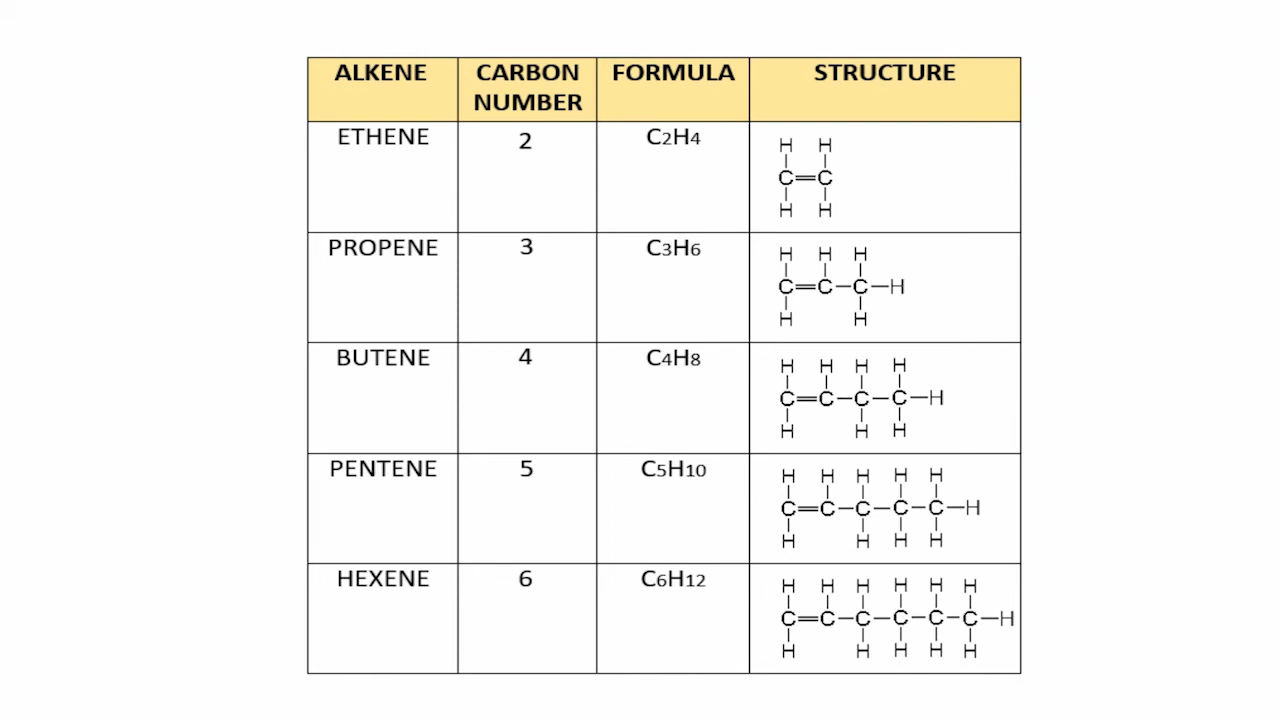 ALKENE CARBON NUMBER FORMULA STRUCTURE
ETHENE 2 C2H4
H H
C=C
H H
PROPENE 3 C3H6
H H H
C=C-C-H
H H
BUTENE 4 C4H8
H H H H
C=C-C-C-H
H H H
PENTENE 5 C5H10
H H H H H
C=C-C-C-C-H
H H H H
HEXENE 6 C6H12
H H H H H H
C=C-C-C-C-C-H
H H H H H